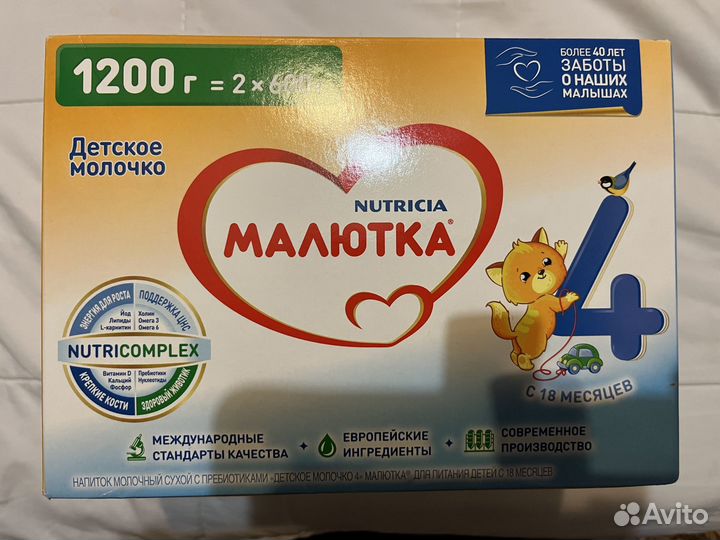 1200 г = 2 × 600 г
БОЛЕЕ 40 ЛЕТ
ЗАБОТЫ
О НАШИХ
МАЛЫШАХ
Детское
молочко
NUTRICIA
МАЛЮТКА®
4
С 18 МЕСЯЦЕВ
ЭНЕРГИЯ ДЛЯ РОСТА
ПОДДЕРЖКА ЦНС
Йод
Липиды
L-карнитин
Холин
Омега 3
Омега 6
NUTRICOMPLEX
Витамин D
Кальций
Фосфор
Пребиотики
Нуклеотиды
КРЕПКИЕ КОСТИ
ЗДОРОВЫЙ ЖИВОТИК
МЕЖДУНАРОДНЫЕ
СТАНДАРТЫ КАЧЕСТВА
ЕВРОПЕЙСКИЕ
ИНГРЕДИЕНТЫ
СОВРЕМЕННОЕ
ПРОИЗВОДСТВО
НАПИТОК МОЛОЧНЫЙ СУХОЙ С ПРЕБИОТИКАМИ «ДЕТСКОЕ МОЛОЧКО 4» МАЛЮТКА® ДЛЯ ПИТАНИЯ ДЕТЕЙ С 18 МЕСЯЦЕВ
Avito